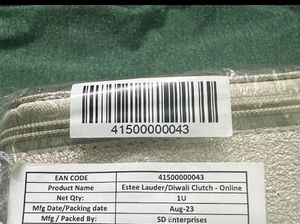 41500000043
EAN CODE 41500000043
Product Name Estee Lauder/Diwali Clutch - Online
Net Qty: 1U
Mfg Date/Packing date Aug-23
Mfg / Packed By: SD Enterprises